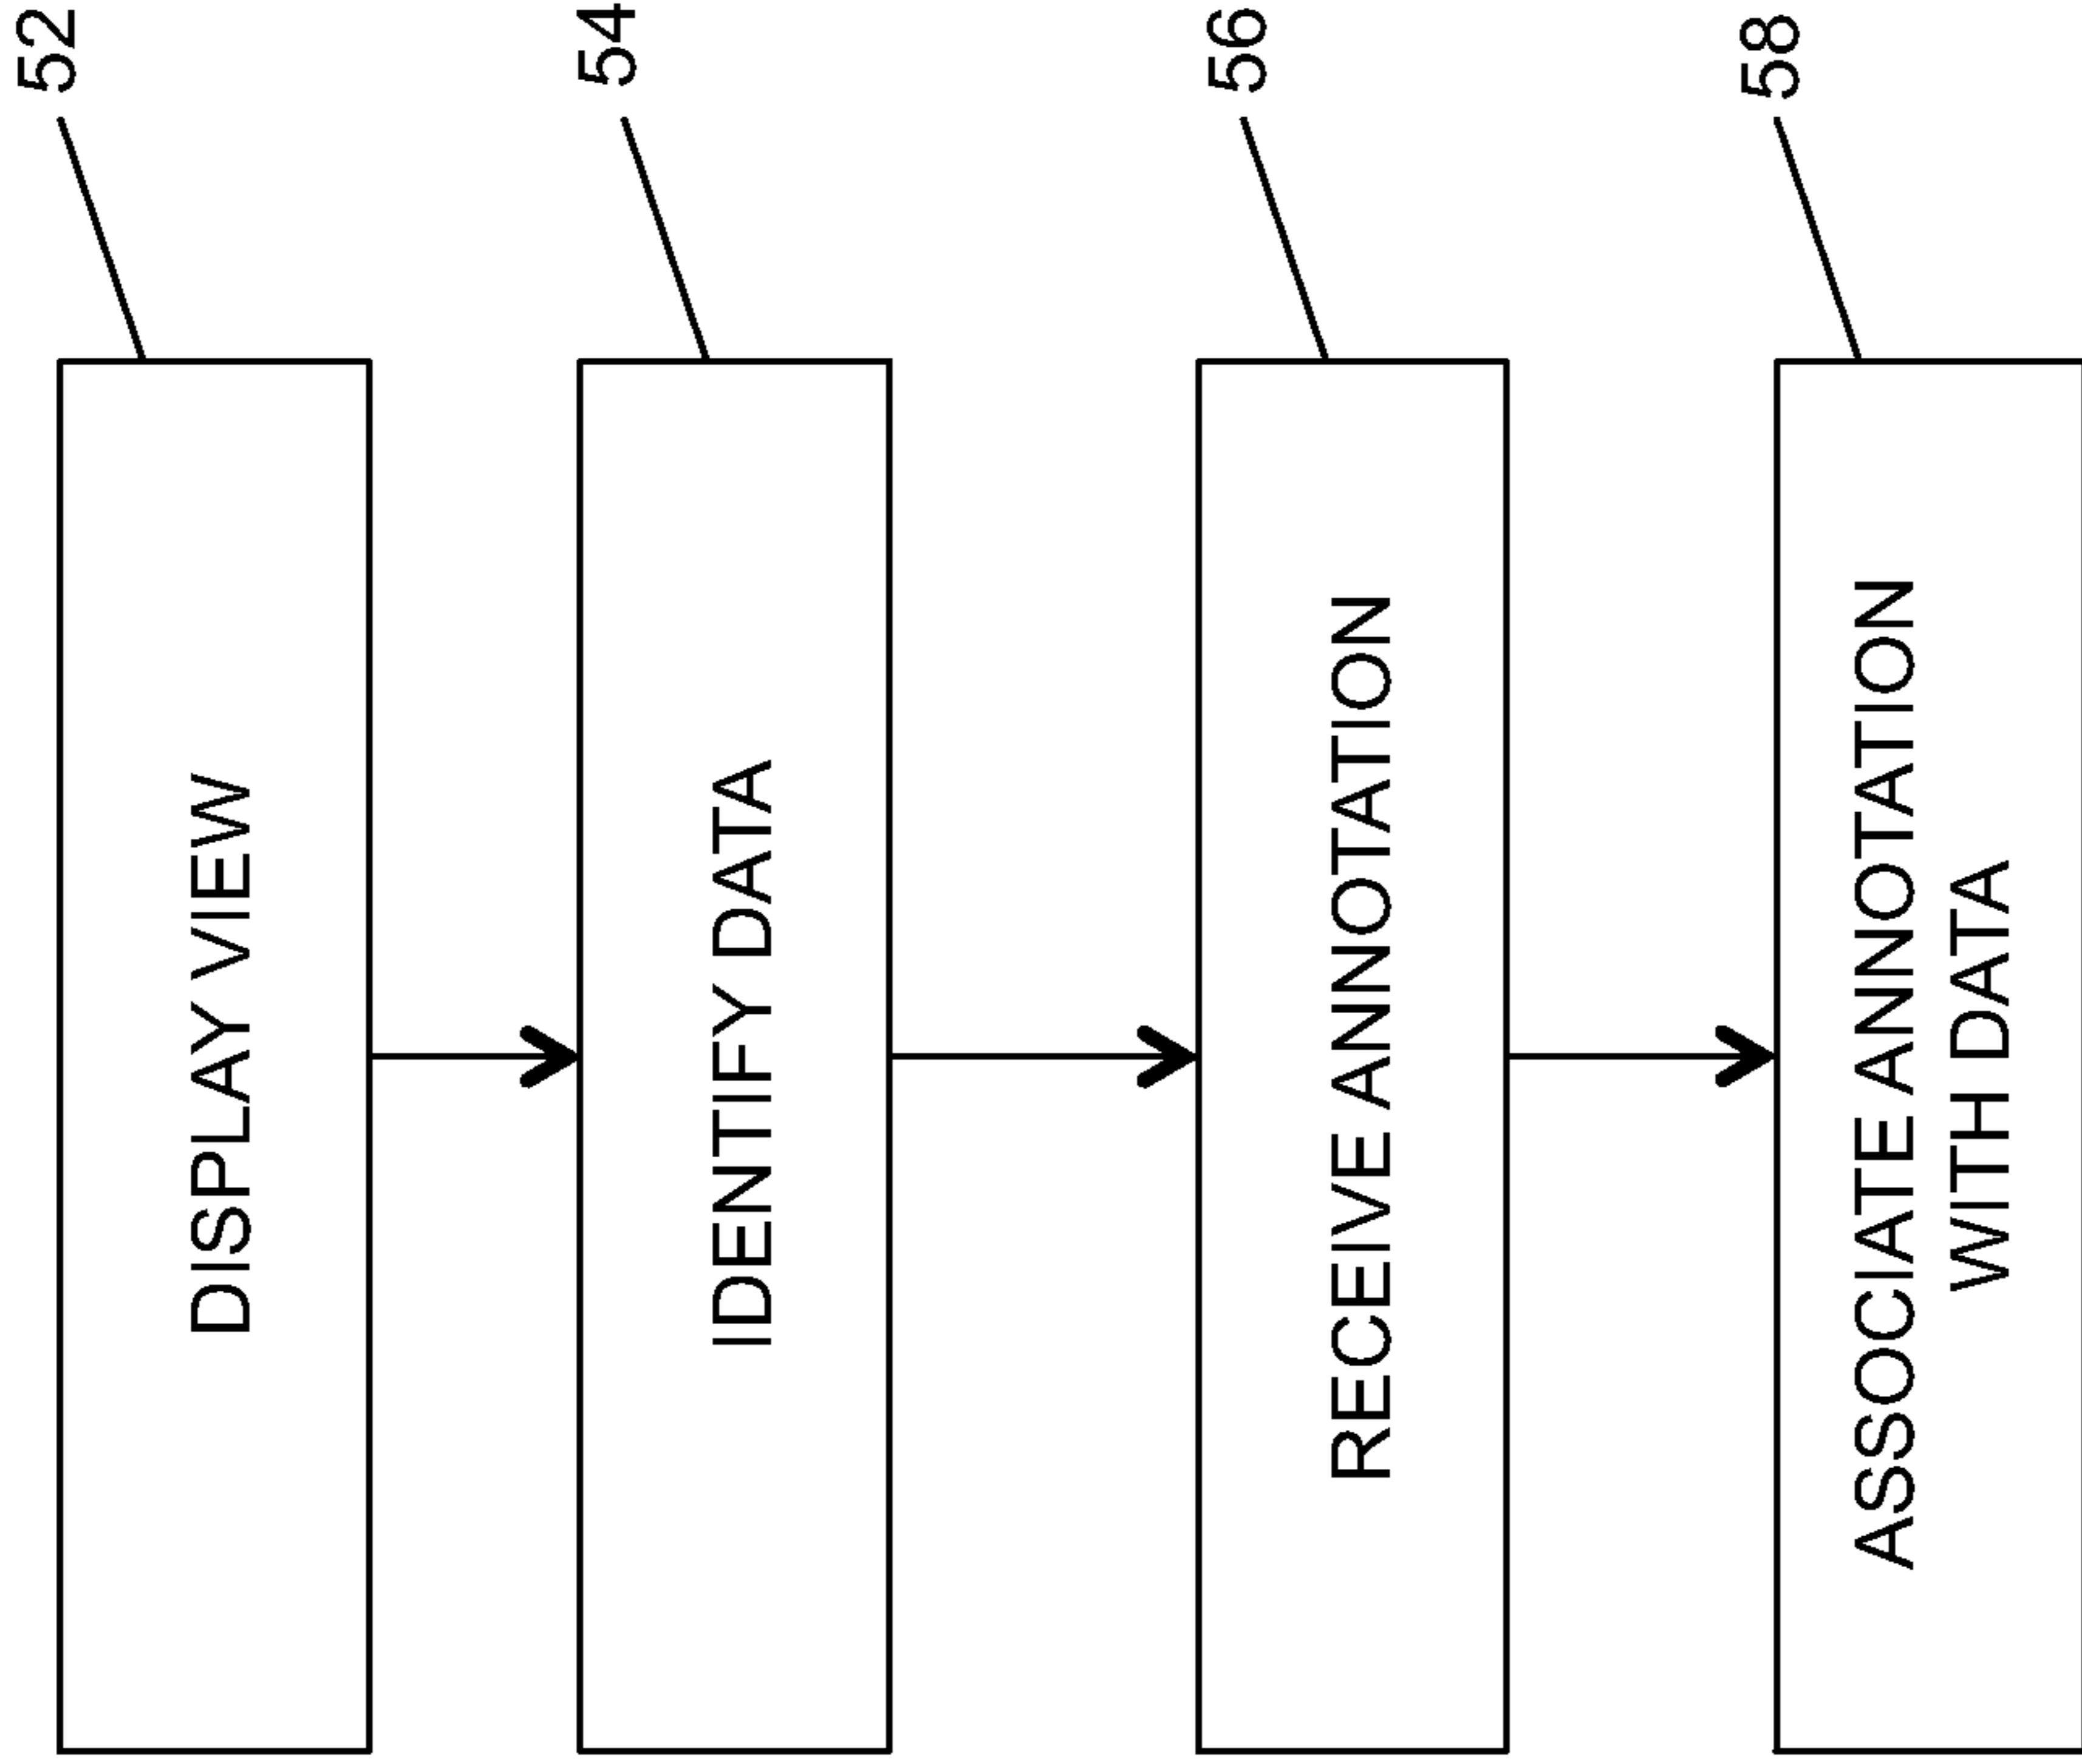 DISPLAY VIEW
52
IDENTIFY DATA
54
RECEIVE ANNOTATION
56
ASSOCIATE ANNOTATION
WITH DATA
58